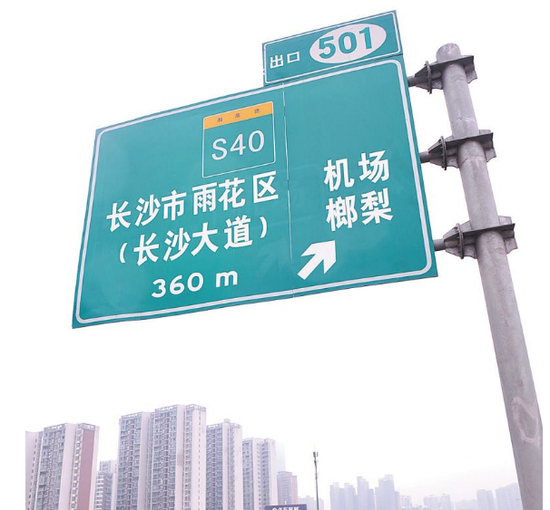 出口 501
S40
长沙市雨花区
(长沙大道)
360 m
机场
榔梨